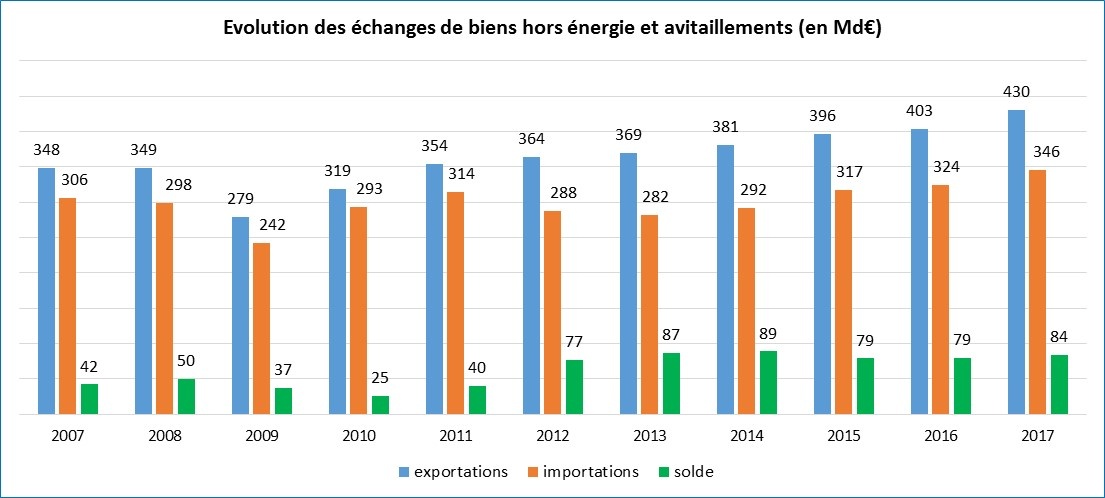 Evolution des échanges de biens hors énergie et avitaillements (en Md€)
348 306 42
349 298 50
279 242 37
319 293 25
354 314 40
364 288 77
369 282 87
381 292 89
396 317 79
403 324 79
430 346 84
2007 2008 2009 2010 2011 2012 2013 2014 2015 2016 2017
exportations importations solde